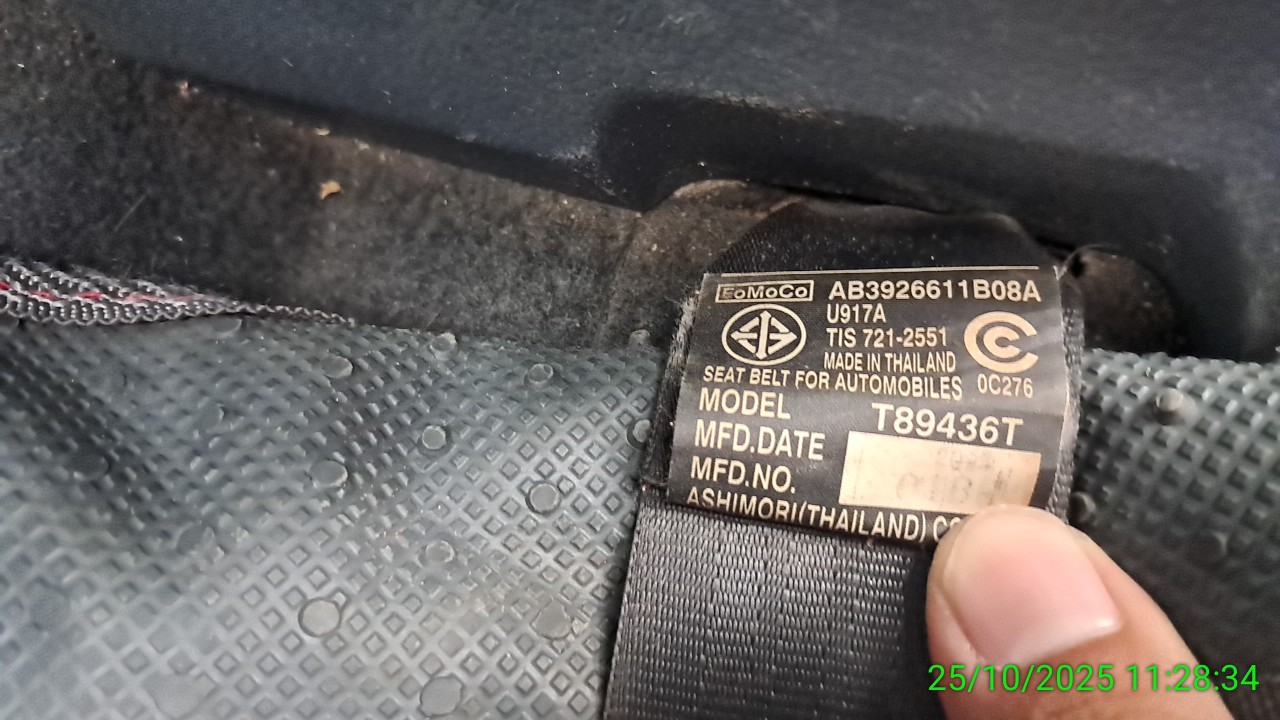 FoMoCo AB3926611B08A
U917A
TIS 721-2551
MADE IN THAILAND
SEAT BELT FOR AUTOMOBILES 0C276
MODEL T89436T
MFD.DATE
MFD.NO.
ASHIMORI(THAILAND)
25/10/2025 11:28:34